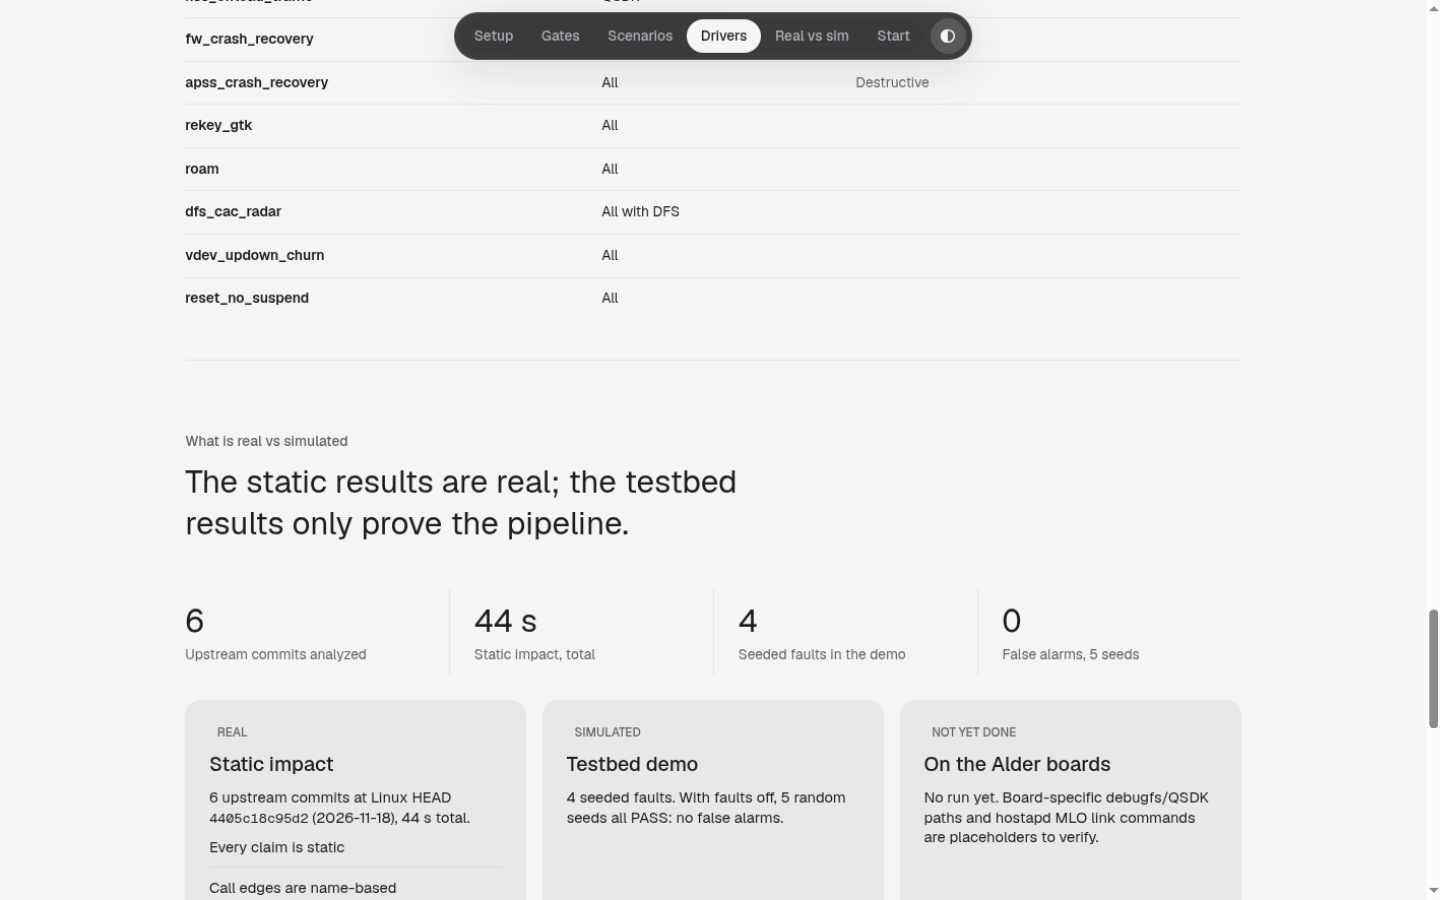 Setup Gates Scenarios Drivers Real vs sim Start
fw_crash_recovery
apss_crash_recovery All Destructive
rekey_gtk All
roam All
dfs_cac_radar All with DFS
vdev_updown_churn All
reset_no_suspend All
What is real vs simulated
The static results are real; the testbed
results only prove the pipeline.
6 44 s 4 0
Upstream commits analyzed Static impact, total Seeded faults in the demo False alarms, 5 seeds
REAL
Static impact
6 upstream commits at Linux HEAD
4405c18c95d2 (2026-11-18), 44 s total.
Every claim is static
Call edges are name-based
SIMULATED
Testbed demo
4 seeded faults. With faults off, 5 random
seeds all PASS: no false alarms.
NOT YET DONE
On the Alder boards
No run yet. Board-specific debugfs/QSDK
paths and hostapd MLO link commands
are placeholders to verify.